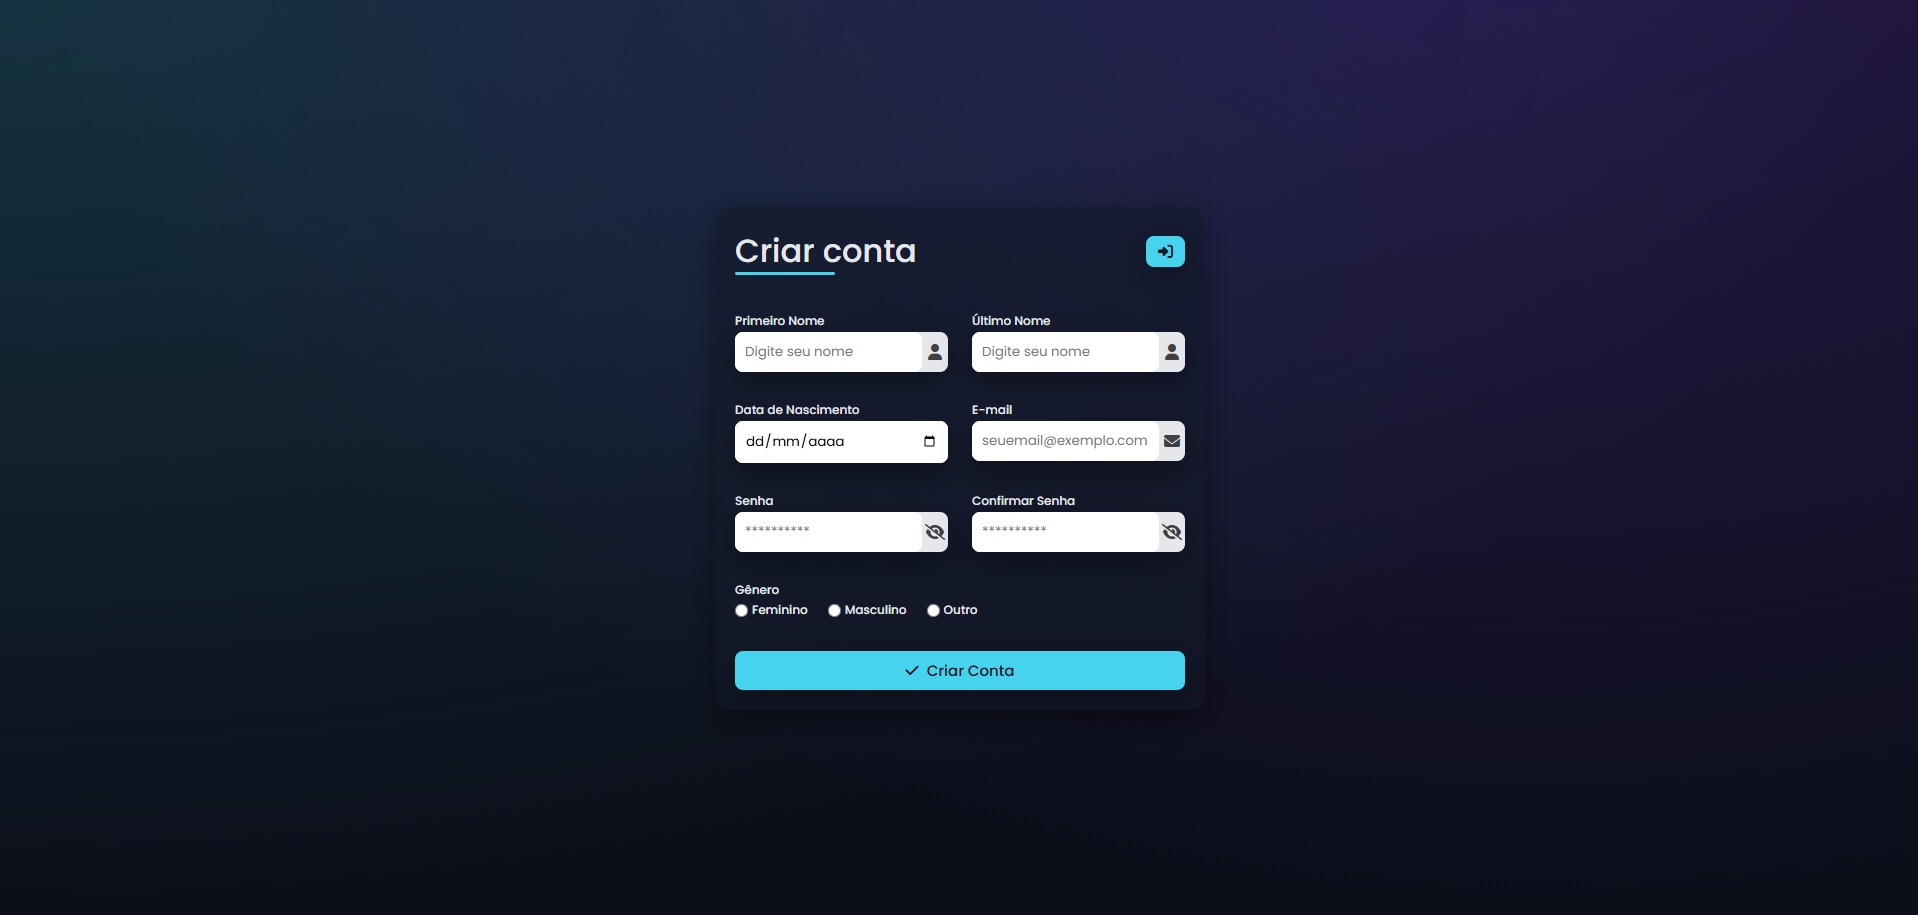 Criar conta
Primeiro Nome
Último Nome
Digite seu nome
Digite seu nome
Data de Nascimento
E-mail
dd/mm/aaaa
seuemail@exemplo.com
Senha
Confirmar Senha
**********
**********
Gênero
Feminino Masculino Outro
Criar Conta